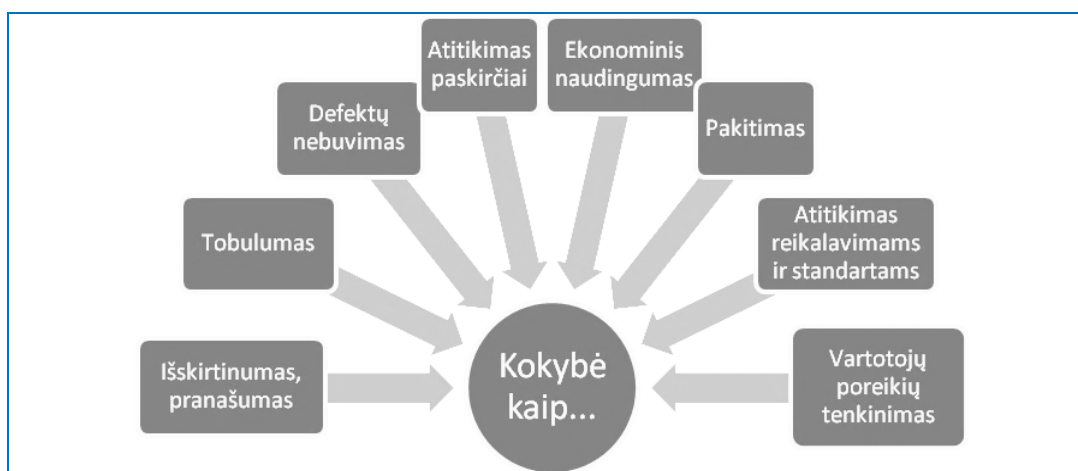 Atitikimas
paskirčiai
Ekonominis
naudingumas
Defektų
nebuvimas
Pakitimas
Tobulumas
Atitikimas
reikalavimams
ir standartams
Išskirtinumas,
pranašumas
Kokybė
kaip...
Vartotojų
poreikių
tenkinimas